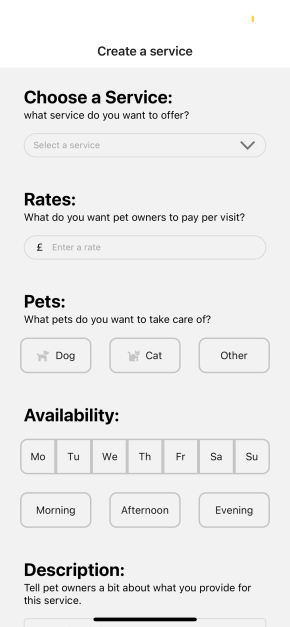 Create a service
Choose a Service:
what service do you want to offer?
Select a service
Rates:
What do you want pet owners to pay per visit?
£ Enter a rate
Pets:
What pets do you want to take care of?
Dog Cat Other
Availability:
Mo Tu We Th Fr Sa Su
Morning Afternoon Evening
Description:
Tell pet owners a bit about what you provide for
this service.